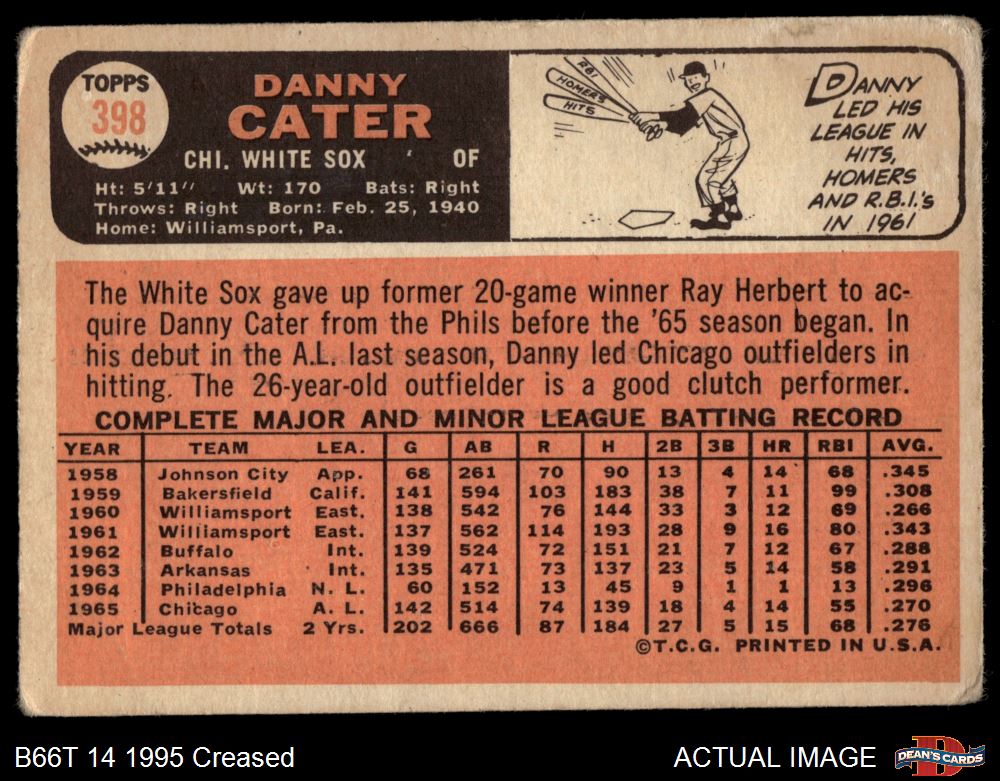 TOPPS
398
DANNY
CATER
CHI. WHITE SOX OF
Ht: 5'11" Wt: 170 Bats: Right
Throws: Right Born: Feb. 25, 1940
Home: Williamsport, Pa.
RBI
HOMERS
HITS
DANNY
LED HIS
LEAGUE IN
HITS,
HOMERS
AND R.B.I.'s
IN 1961
The White Sox gave up former 20-game winner Ray Herbert to ac-
quire Danny Cater from the Phils before the '65 season began. In
his debut in the A.L. last season, Danny led Chicago outfielders in
hitting. The 26-year-old outfielder is a good clutch performer.
COMPLETE MAJOR AND MINOR LEAGUE BATTING RECORD
YEAR TEAM LEA. G AB R H 2B 3B HR RBI AVG.
1958 Johnson City App. 68 261 70 90 13 4 14 68 .345
1959 Bakersfield Calif. 141 594 103 183 38 7 11 99 .308
1960 Williamsport East. 138 542 76 144 33 3 12 69 .266
1961 Williamsport East. 137 562 114 193 28 9 16 80 .343
1962 Buffalo Int. 139 524 72 151 21 7 12 67 .288
1963 Arkansas Int. 135 471 73 137 23 5 14 58 .291
1964 Philadelphia N. L. 60 152 13 45 9 1 1 13 .296
1965 Chicago A. L. 142 514 74 139 18 4 14 55 .270
Major League Totals 2 Yrs. 202 666 87 184 27 5 15 68 .276
©T.C.G. PRINTED IN U.S.A.
B66T 14 1995 Creased
ACTUAL IMAGE
D
DEAN'S CARDS